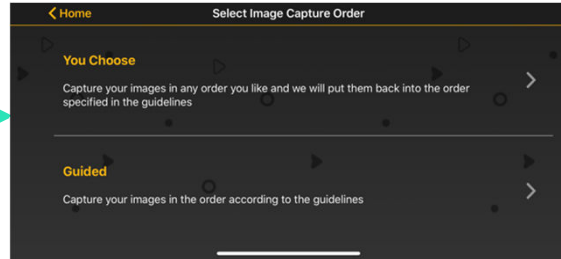 Home
Select Image Capture Order
You Choose
Capture your images in any order you like and we will put them back into the order
specified in the guidelines
Guided
Capture your images in the order according to the guidelines